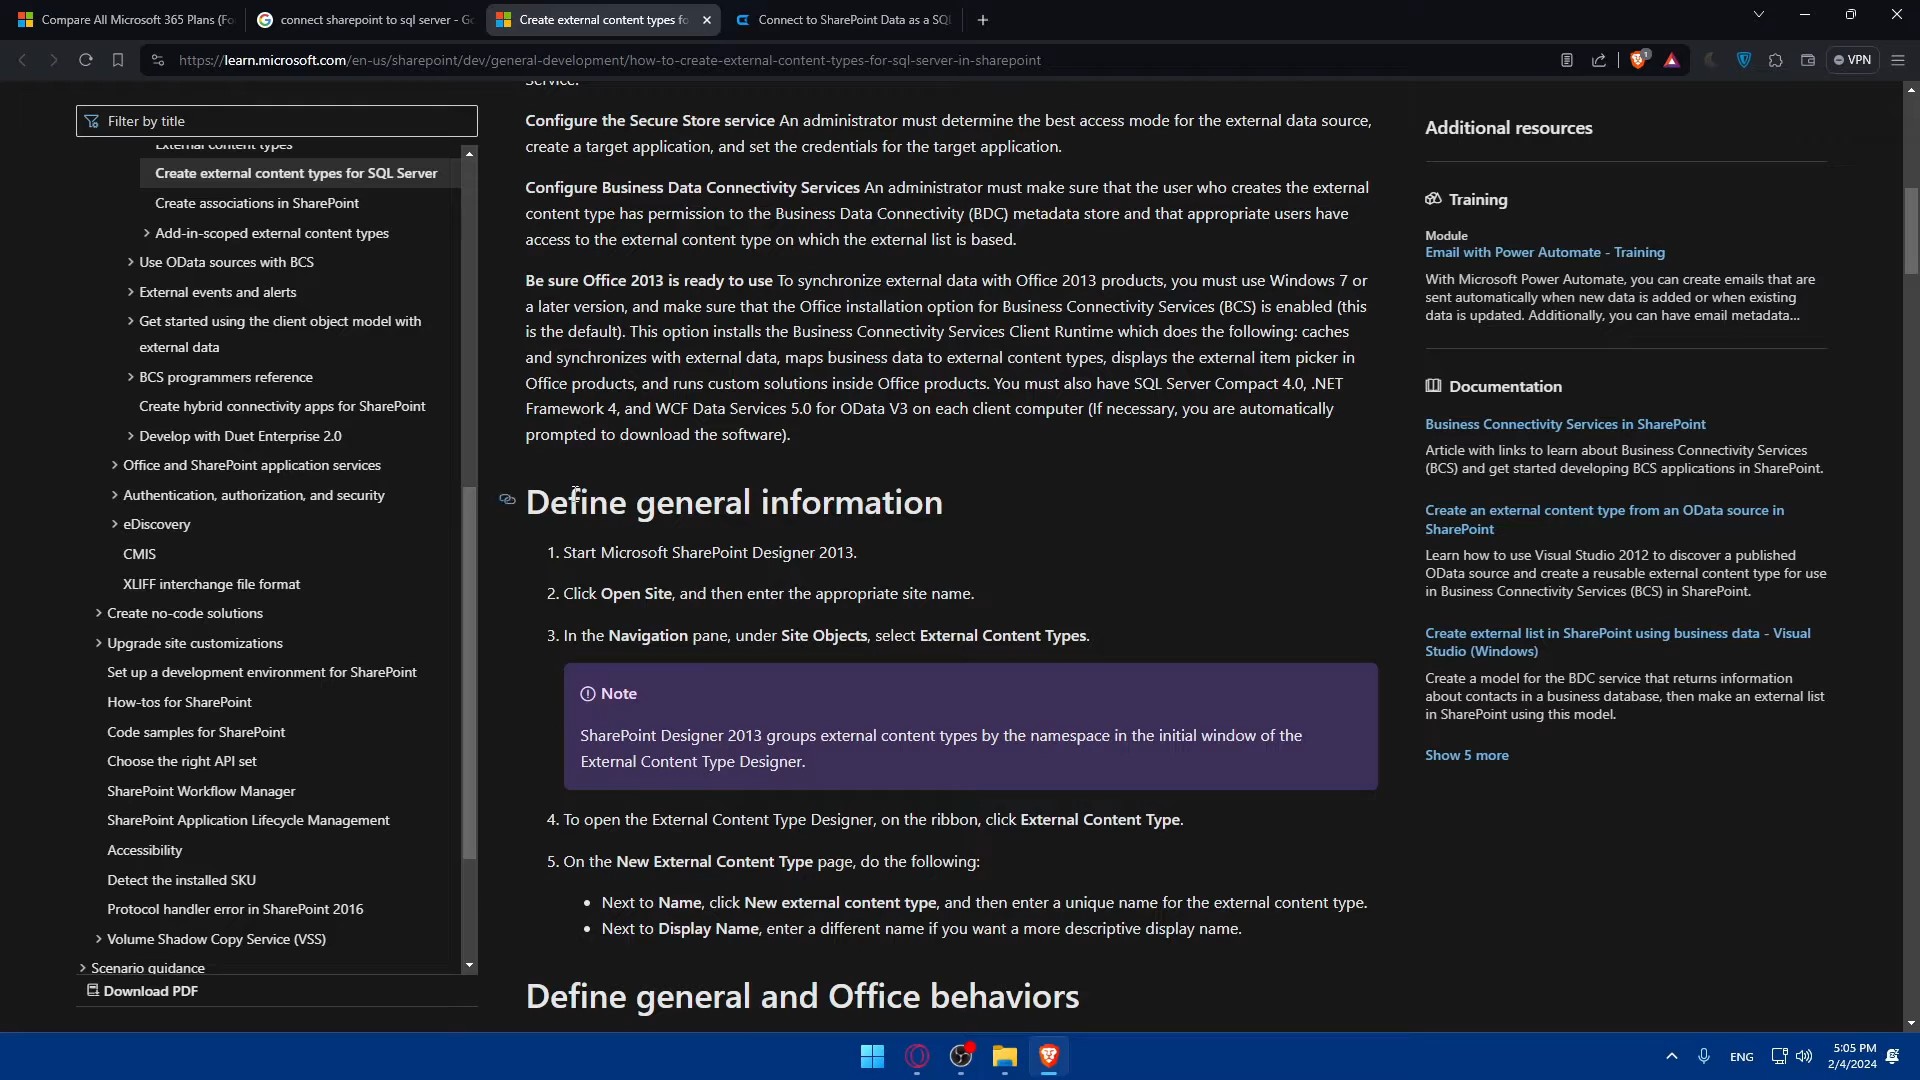 Compare All Microsoft 365 Plans (Fo
connect sharepoint to sql server - Go
Create external content types fo
Connect to SharePoint Data as a SQL
https://learn.microsoft.com/en-us/sharepoint/dev/general-development/how-to-create-external-content-types-for-sql-server-in-sharepoint
1
VPN
Filter by title
External content types
Create external content types for SQL Server
Create associations in SharePoint
Add-in-scoped external content types
Use OData sources with BCS
External events and alerts
Get started using the client object model with
external data
BCS programmers reference
Create hybrid connectivity apps for SharePoint
Develop with Duet Enterprise 2.0
Office and SharePoint application services
Authentication, authorization, and security
eDiscovery
CMIS
XLIFF interchange file format
Create no-code solutions
Upgrade site customizations
Set up a development environment for SharePoint
How-tos for SharePoint
Code samples for SharePoint
Choose the right API set
SharePoint Workflow Manager
SharePoint Application Lifecycle Management
Accessibility
Detect the installed SKU
Protocol handler error in SharePoint 2016
Volume Shadow Copy Service (VSS)
Scenario guidance
Download PDF
service.
Configure the Secure Store service An administrator must determine the best access mode for the external data source,
create a target application, and set the credentials for the target application.
Configure Business Data Connectivity Services An administrator must make sure that the user who creates the external
content type has permission to the Business Data Connectivity (BDC) metadata store and that appropriate users have
access to the external content type on which the external list is based.
Be sure Office 2013 is ready to use To synchronize external data with Office 2013 products, you must use Windows 7 or
a later version, and make sure that the Office installation option for Business Connectivity Services (BCS) is enabled (this
is the default). This option installs the Business Connectivity Services Client Runtime which does the following: caches
and synchronizes with external data, maps business data to external content types, displays the external item picker in
Office products, and runs custom solutions inside Office products. You must also have SQL Server Compact 4.0, .NET
Framework 4, and WCF Data Services 5.0 for OData V3 on each client computer (If necessary, you are automatically
prompted to download the software).
Define general information
1. Start Microsoft SharePoint Designer 2013.
2. Click Open Site, and then enter the appropriate site name.
3. In the Navigation pane, under Site Objects, select External Content Types.
Note
SharePoint Designer 2013 groups external content types by the namespace in the initial window of the
External Content Type Designer.
4. To open the External Content Type Designer, on the ribbon, click External Content Type.
5. On the New External Content Type page, do the following:
• Next to Name, click New external content type, and then enter a unique name for the external content type.
• Next to Display Name, enter a different name if you want a more descriptive display name.
Define general and Office behaviors
Additional resources
Training
Module
Email with Power Automate - Training
With Microsoft Power Automate, you can create emails that are
sent automatically when new data is added or when existing
data is updated. Additionally, you can have email metadata...
Documentation
Business Connectivity Services in SharePoint
Article with links to learn about Business Connectivity Services
(BCS) and get started developing BCS applications in SharePoint.
Create an external content type from an OData source in
SharePoint
Learn how to use Visual Studio 2012 to discover a published
OData source and create a reusable external content type for use
in Business Connectivity Services (BCS) in SharePoint.
Create external list in SharePoint using business data - Visual
Studio (Windows)
Create a model for the BDC service that returns information
about contacts in a business database, then make an external list
in SharePoint using this model.
Show 5 more
ENG
5:05 PM
2/4/2024